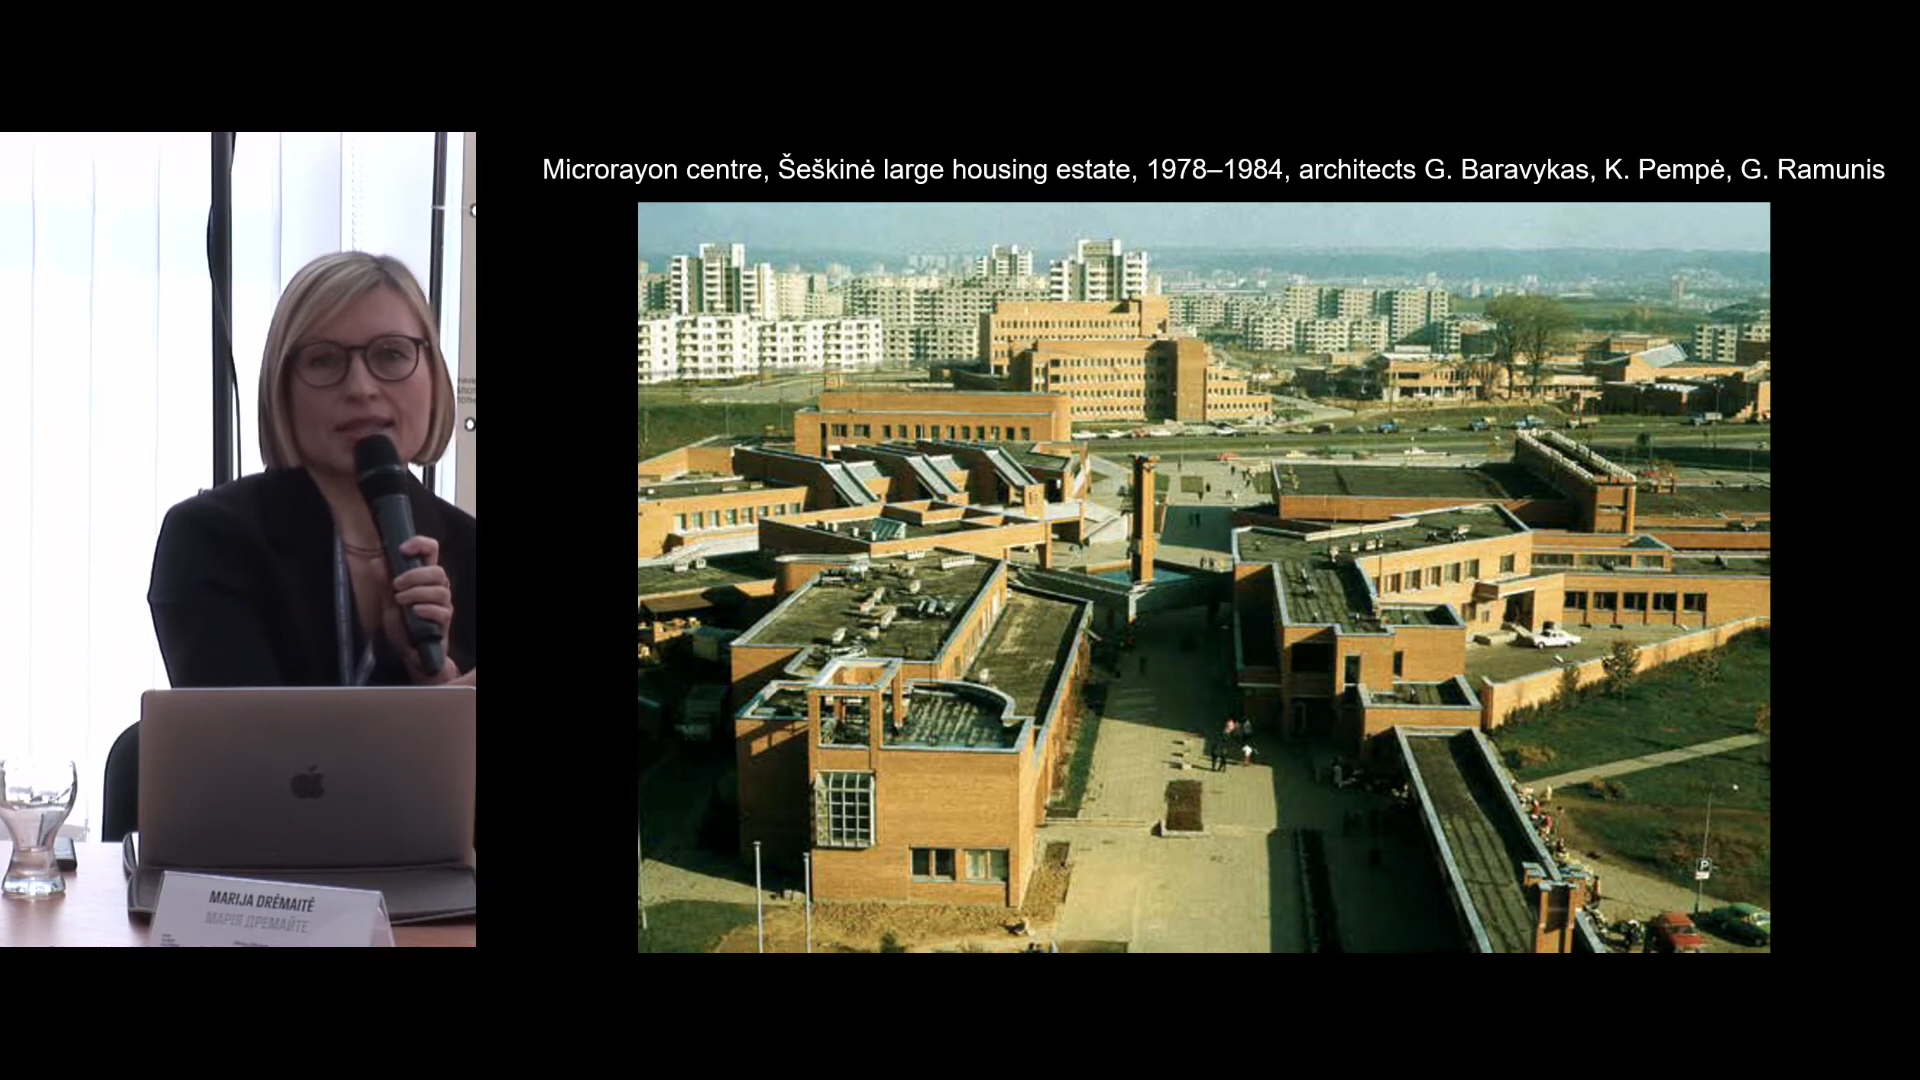 Microrayon centre, Šeškinė large housing estate, 1978–1984, architects G. Baravykas, K. Pempė, G. Ramunis
MARIJA DRĖMAITĖ
МАРІЯ ДРЕМАЙТЕ
P